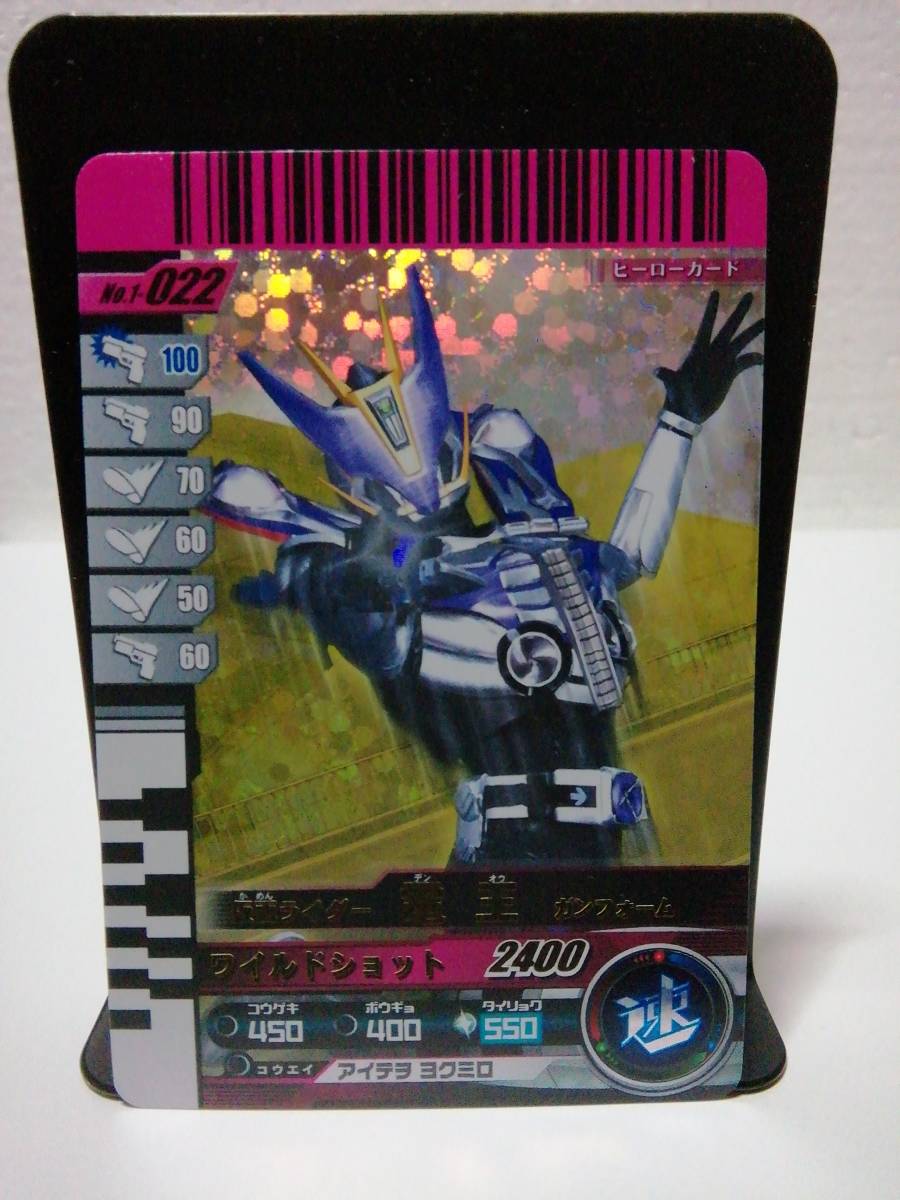 No.1-022
ヒーローカード
100
90
70
60
50
60
かめん デン オウ
仮面ライダー 電王 ガンフォーム
ワイルドショット 2400
コウゲキ ボウギョ タイリョク
450 400 550
速
コウエイ アイテヲ ヨクミロ